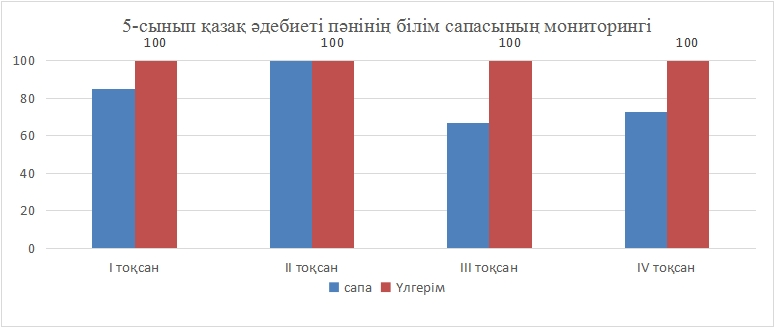 5-сынып қазақ әдебиеті пәнінің білім сапасының мониторингі
100 100 100 100
100
80
60
40
20
0
I тоқсан II тоқсан III тоқсан IV тоқсан
сапа Үлгерім